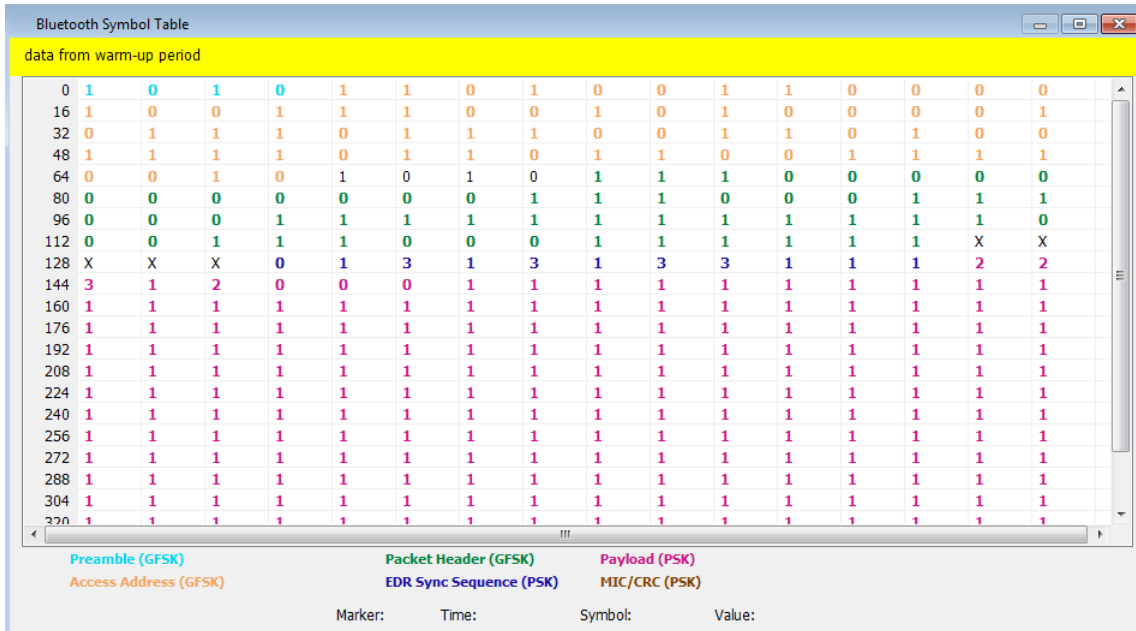 Bluetooth Symbol Table
data from warm-up period
0 1 0 1 0 1 1 0 1 0 0 1 1 0 0 0 0
16 1 0 0 1 1 1 0 0 1 0 1 0 0 0 0 1
32 0 1 1 1 0 1 1 1 0 0 1 1 0 1 0 0
48 1 1 1 1 0 1 1 0 1 1 0 0 1 1 1 1
64 0 0 1 0 1 0 1 0 1 1 1 0 0 0 0 0
80 0 0 0 0 0 0 0 1 1 1 0 0 0 1 1 1
96 0 0 0 1 1 1 1 1 1 1 1 1 1 1 1 0
112 0 0 1 1 1 0 0 0 1 1 1 1 1 1 X X
128 X X X 0 1 3 1 3 1 3 3 1 1 1 2 2
144 3 1 2 0 0 0 1 1 1 1 1 1 1 1 1 1
160 1 1 1 1 1 1 1 1 1 1 1 1 1 1 1 1
176 1 1 1 1 1 1 1 1 1 1 1 1 1 1 1 1
192 1 1 1 1 1 1 1 1 1 1 1 1 1 1 1 1
208 1 1 1 1 1 1 1 1 1 1 1 1 1 1 1 1
224 1 1 1 1 1 1 1 1 1 1 1 1 1 1 1 1
240 1 1 1 1 1 1 1 1 1 1 1 1 1 1 1 1
256 1 1 1 1 1 1 1 1 1 1 1 1 1 1 1 1
272 1 1 1 1 1 1 1 1 1 1 1 1 1 1 1 1
288 1 1 1 1 1 1 1 1 1 1 1 1 1 1 1 1
304 1 1 1 1 1 1 1 1 1 1 1 1 1 1 1 1
320 1 1 1 1 1 1 1 1 1 1 1 1 1 1 1 1
Preamble (GFSK) Packet Header (GFSK) Payload (PSK)
Access Address (GFSK) EDR Sync Sequence (PSK) MIC/CRC (PSK)
Marker: Time: Symbol: Value: